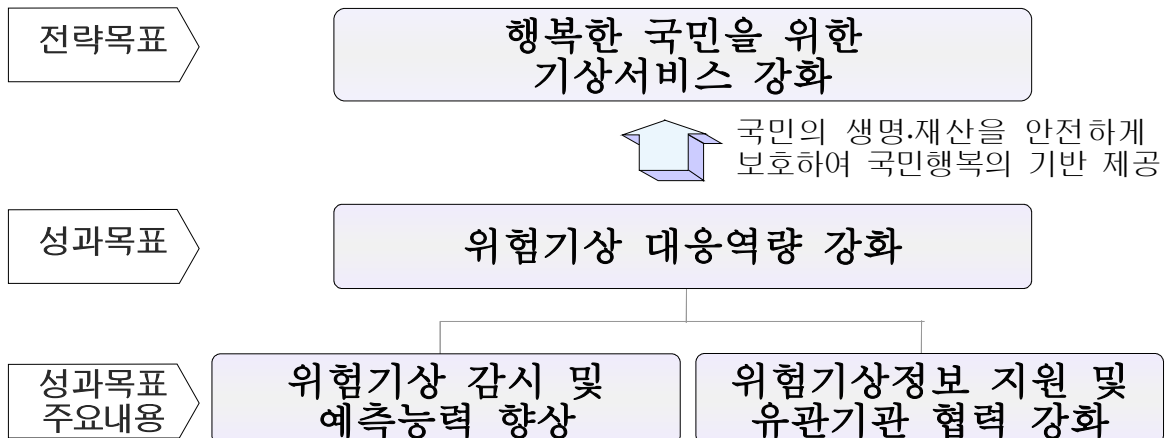 전략목표
행복한 국민을 위한
기상서비스 강화
국민의 생명·재산을 안전하게
보호하여 국민행복의 기반 제공
성과목표
위험기상 대응역량 강화
성과목표
주요내용
위험기상 감시 및
예측능력 향상
위험기상정보 지원 및
유관기관 협력 강화